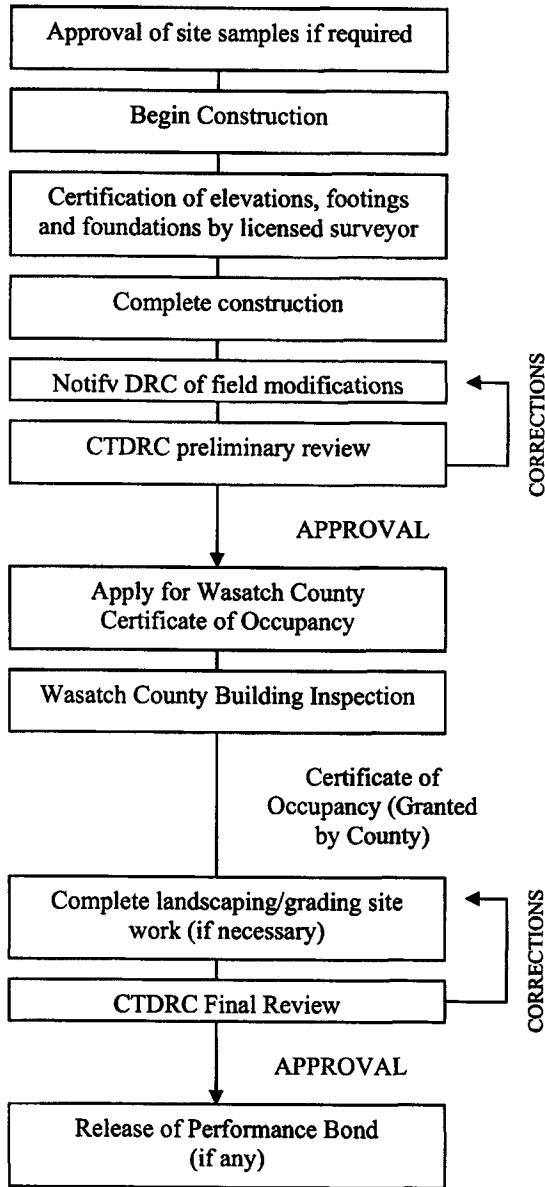 Approval of site samples if required
Begin Construction
Certification of elevations, footings
and foundations by licensed surveyor
Complete construction
Notifv DRC of field modifications
CTDRC preliminary review
CORRECTIONS
APPROVAL
Apply for Wasatch County
Certificate of Occupancy
Wasatch County Building Inspection
Certificate of
Occupancy (Granted
by County)
Complete landscaping/grading site
work (if necessary)
CTDRC Final Review
CORRECTIONS
APPROVAL
Release of Performance Bond
(if any)